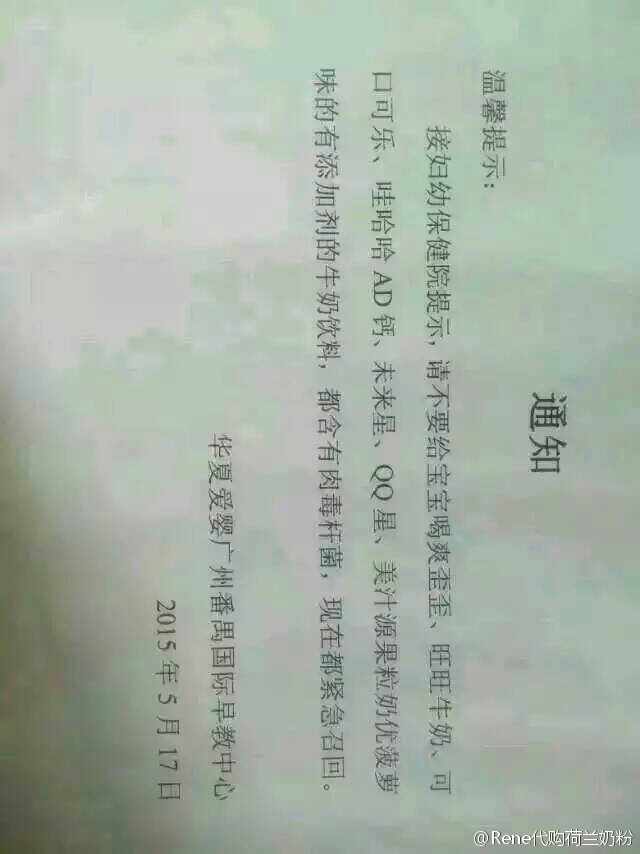 通知
温馨提示：
接妇幼保健院提示，请不要给宝宝喝爽歪歪、旺旺牛奶、可
口可乐、哇哈哈 AD 钙、未来星、QQ 星、美汁源果粒奶优菠萝
味的有添加剂的牛奶饮料，都含有肉毒杆菌，现在都紧急召回。
华夏爱婴广州番禺国际早教中心
2015 年 5 月 17 日
@Rene代购荷兰奶粉